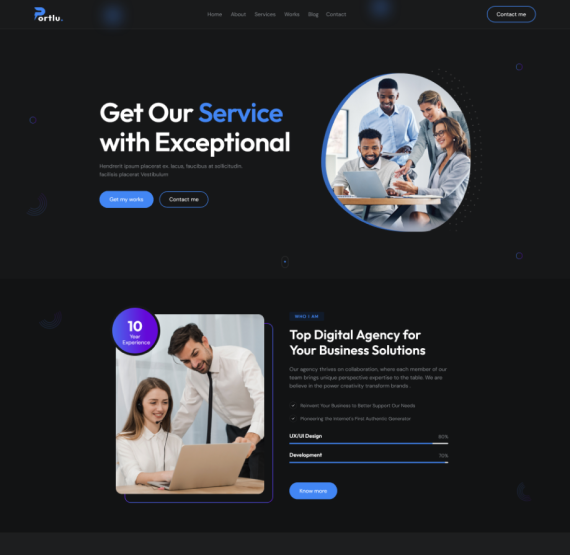 Portlu.
Home About Services Works Blog Contact
Contact me
Get Our Service
with Exceptional
Hendrerit ipsum placerat ex, lacus, faucibus at sollicitudin,
facilisis placerat Vestibulum
Get my works
Contact me
10
Year
Experience
WHO I AM
Top Digital Agency for
Your Business Solutions
Our agency thrives on collaboration, where each member of our
team brings unique perspective expertise to the table. We are
believe in the power creativity transform brands.
Reinvent Your Business to Better Support Our Needs
Pioneering the Internet's First Authentic Generator
UX/UI Design 80%
Development 70%
Know more